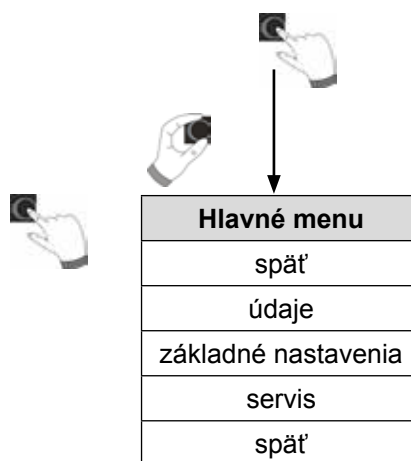 Hlavné menu
späť
údaje
základné nastavenia
servis
späť